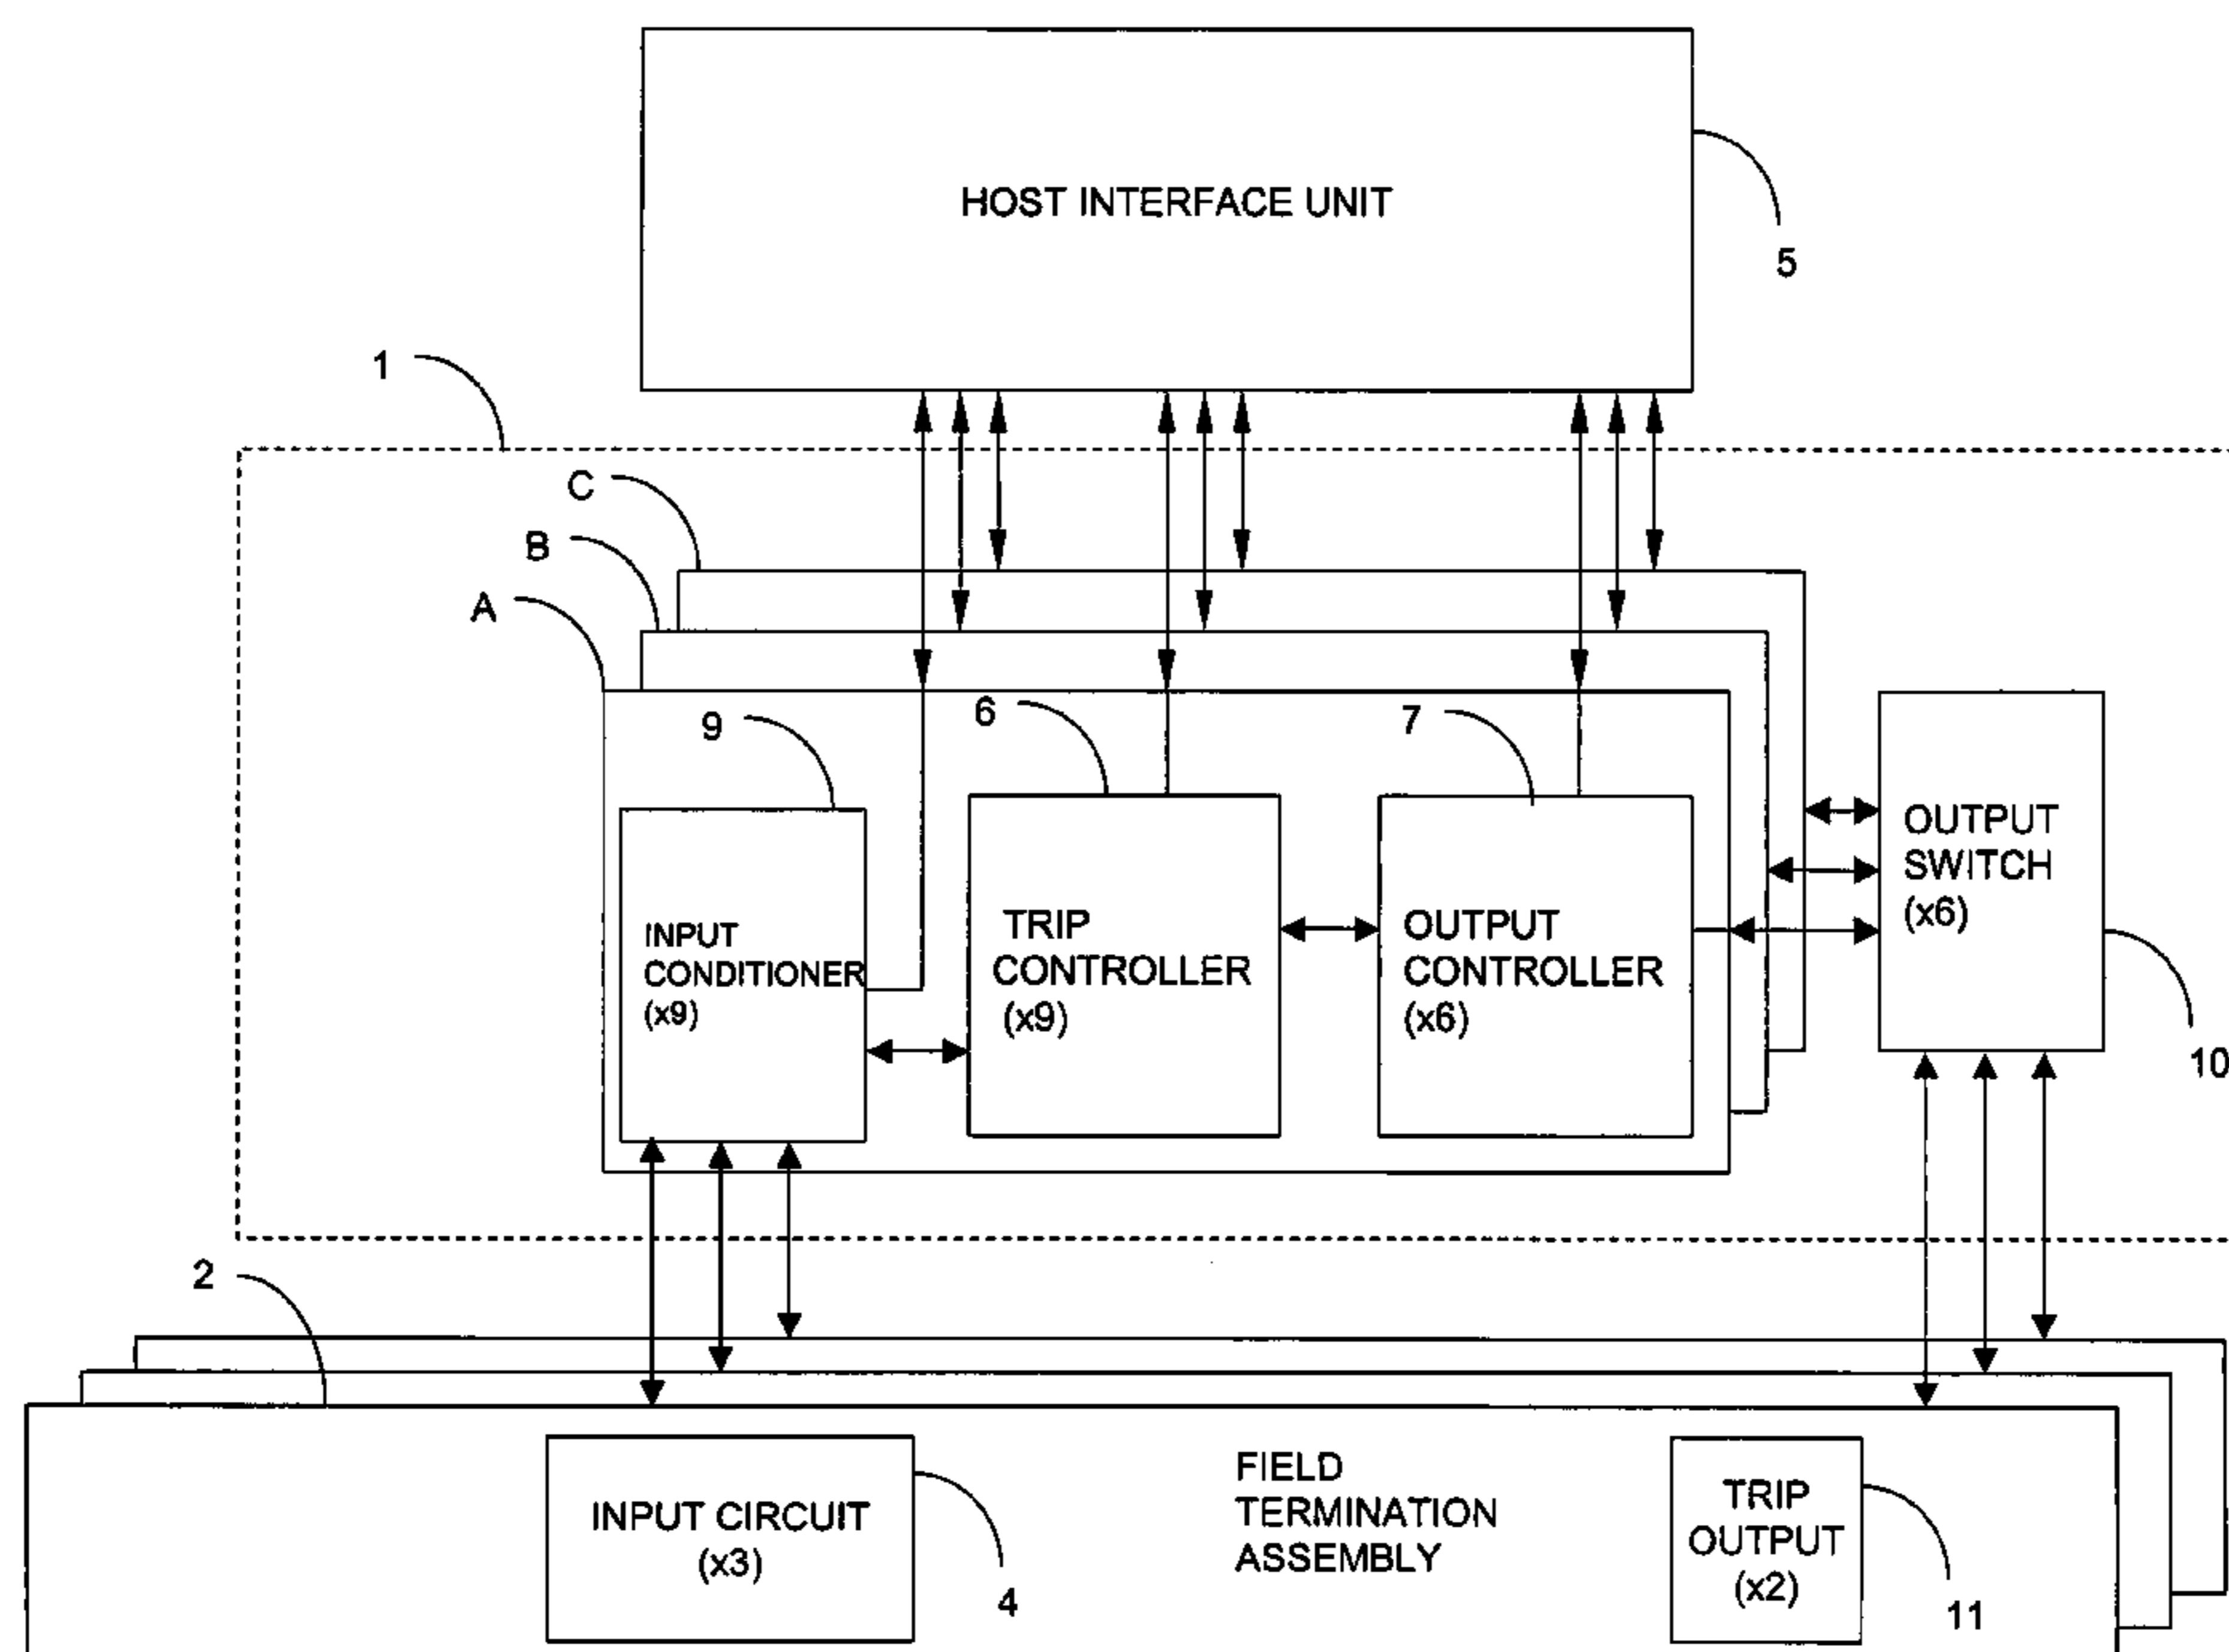 HOST INTERFACE UNIT
5
1
C
B
A
9
6
7
INPUT
CONDITIONER
(x9)
TRIP
CONTROLLER
(x9)
OUTPUT
CONTROLLER
(x6)
OUTPUT
SWITCH
(x6)
10
2
INPUT CIRCUIT
(x3)
4
FIELD
TERMINATION
ASSEMBLY
TRIP
OUTPUT
(x2)
11